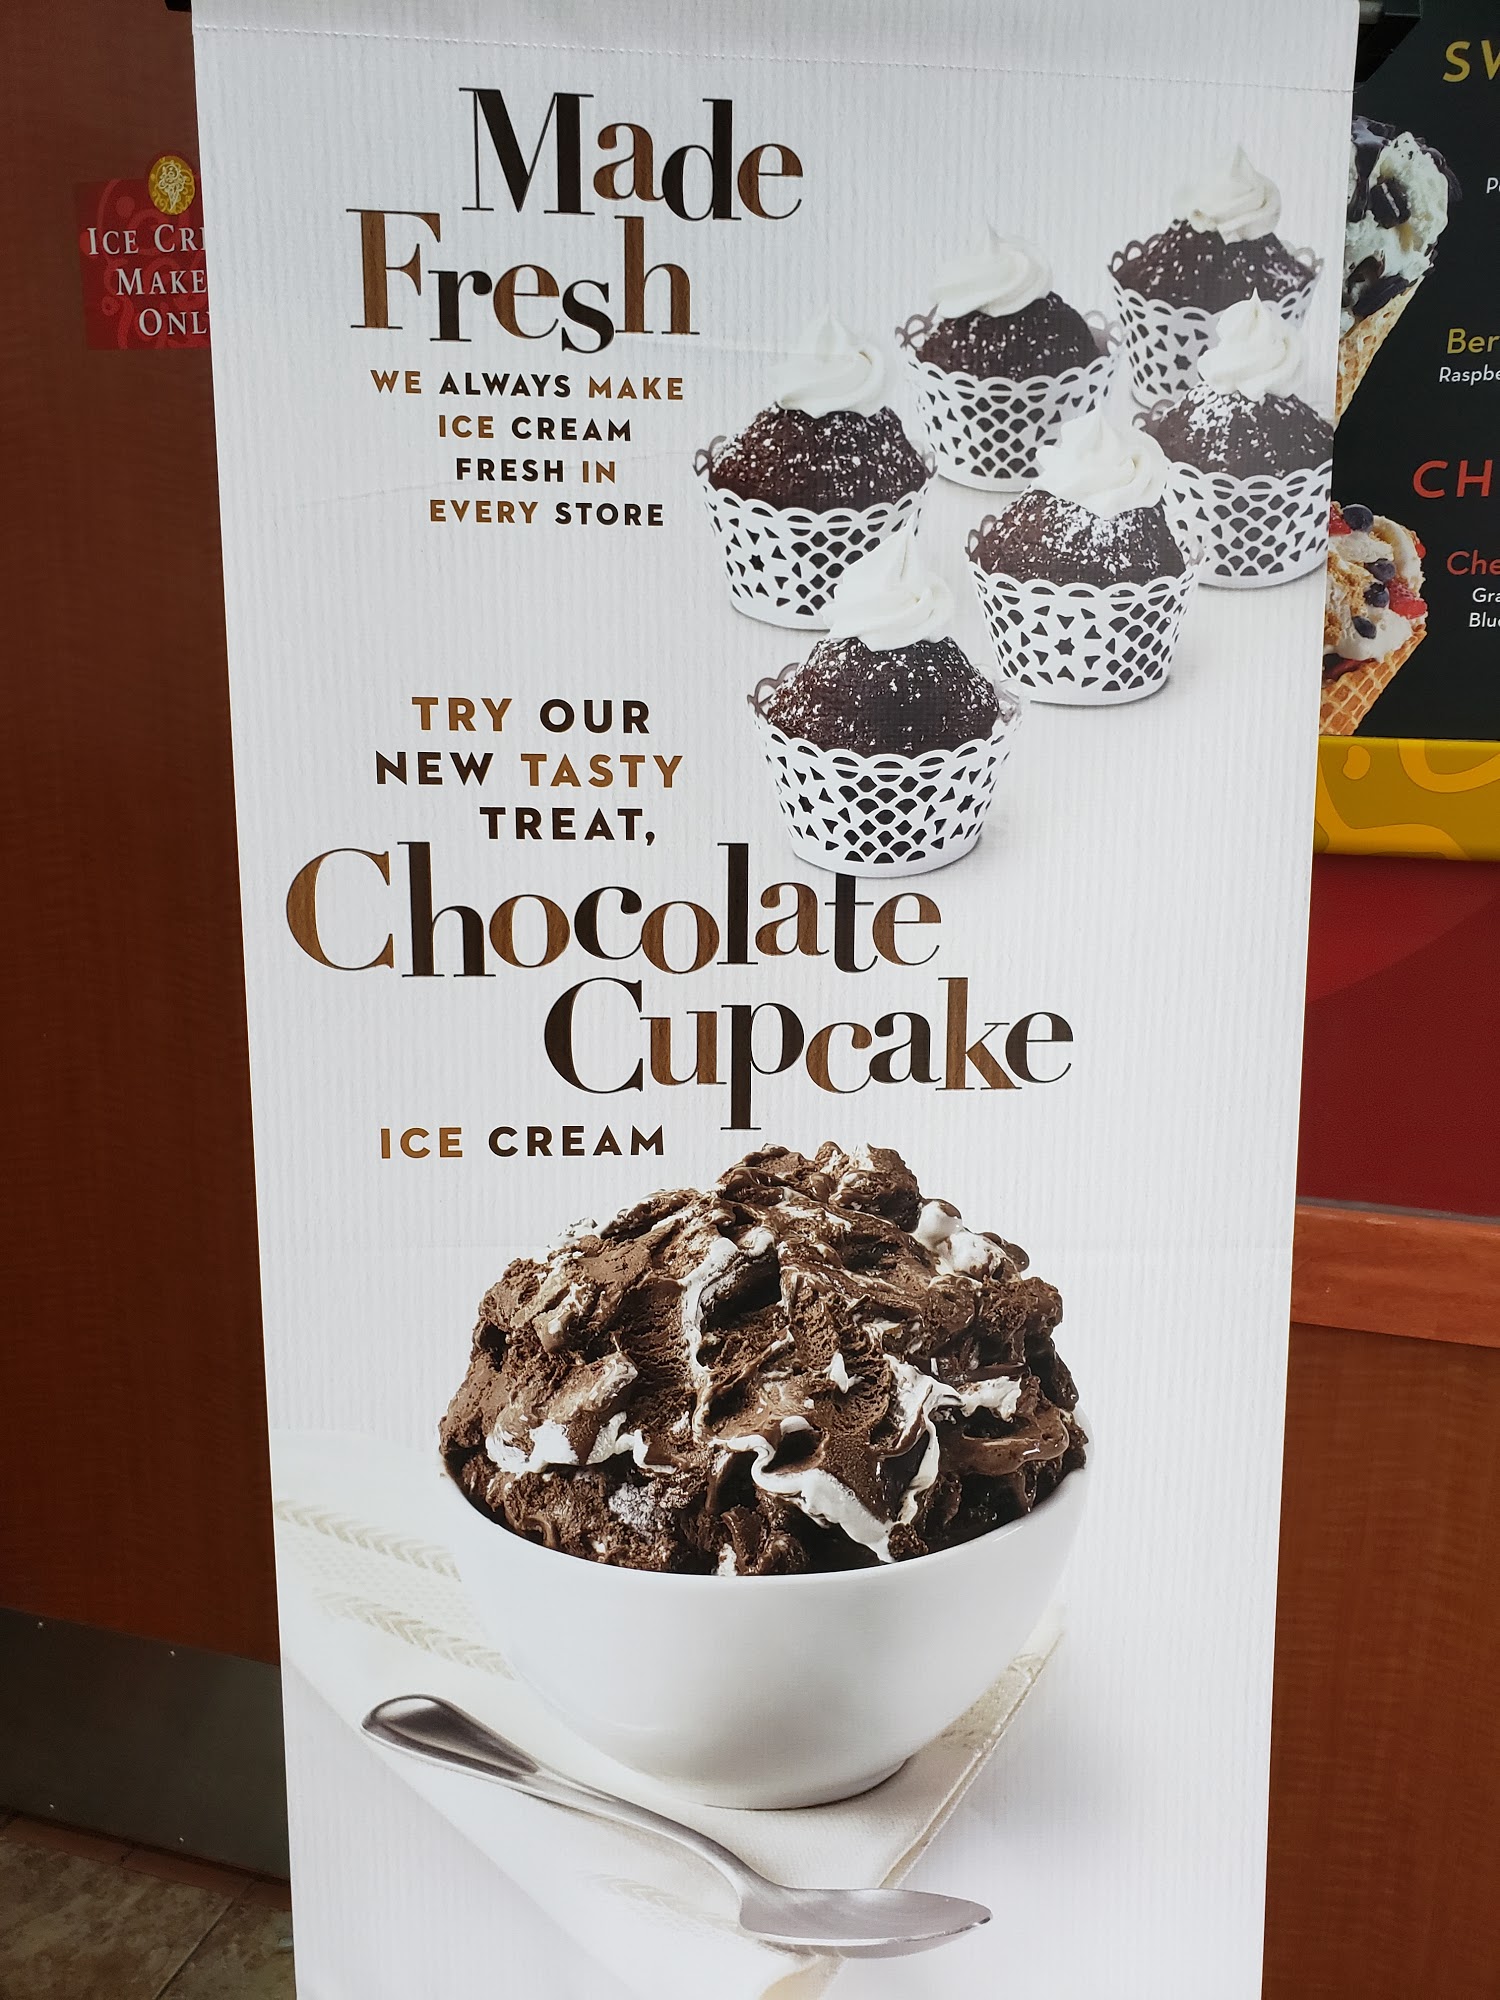 Made
Fresh
WE ALWAYS MAKE
ICE CREAM
FRESH IN
EVERY STORE
TRY OUR
NEW TASTY
TREAT,
Chocolate
Cupcake
ICE CREAM
ICE